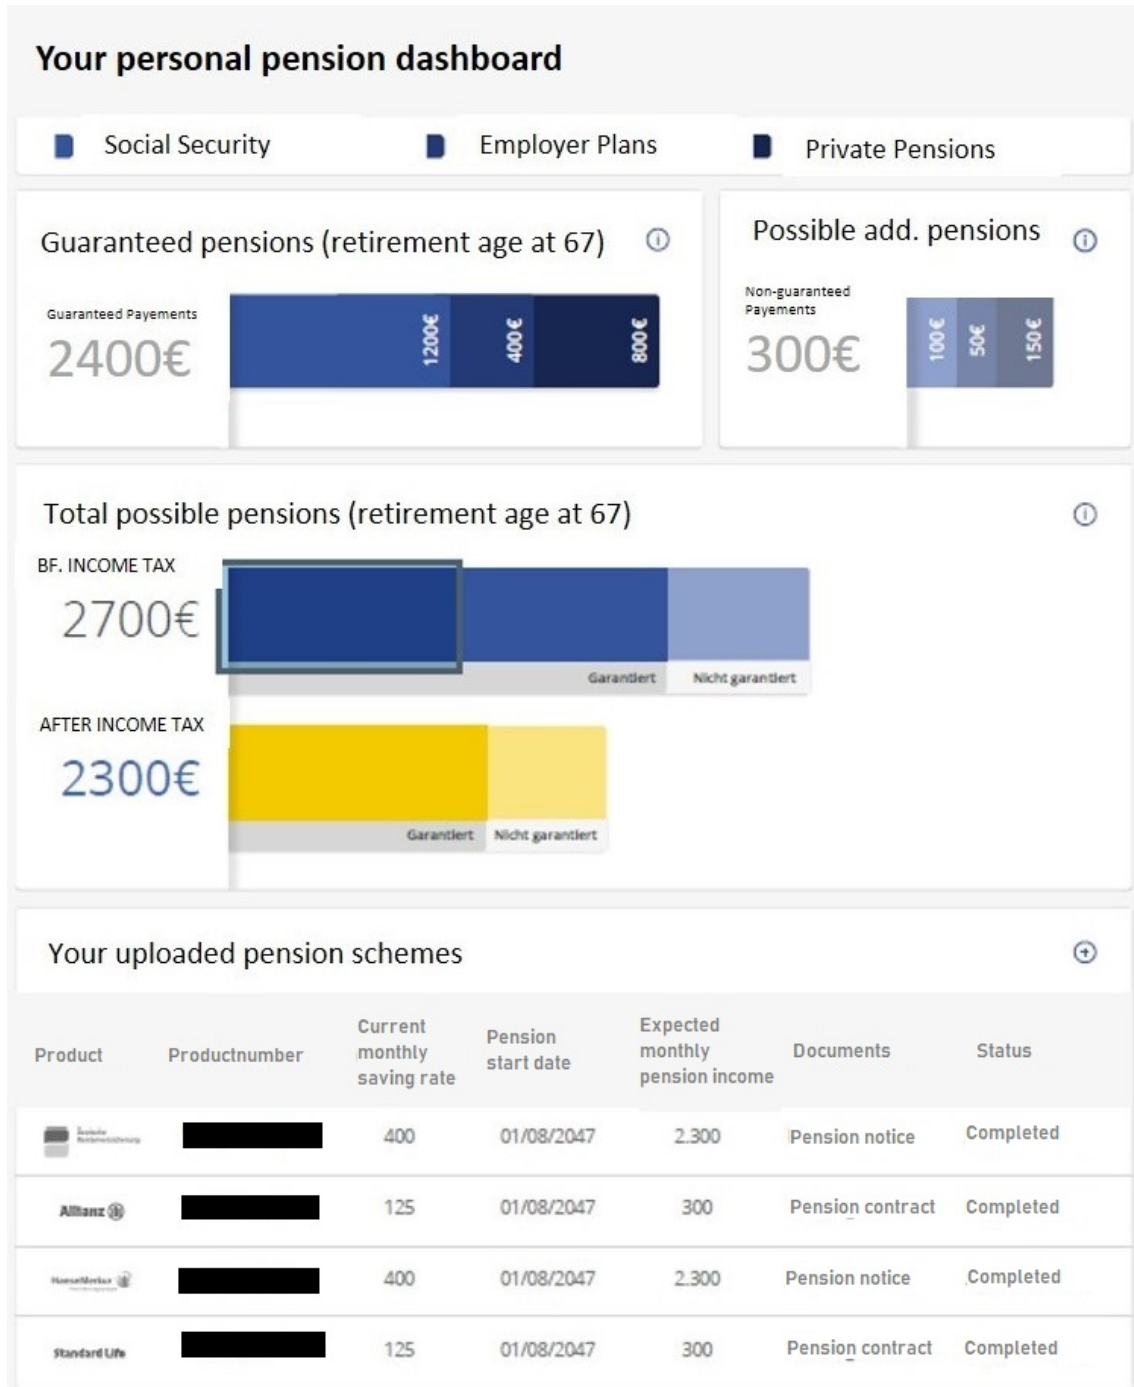 Your personal pension dashboard
Social Security
Employer Plans
Private Pensions
Guaranteed pensions (retirement age at 67)
Guaranteed Payements
2400€
1200€
400€
800€
Possible add. pensions
Non-guaranteed
Payements
300€
100€
50€
150€
Total possible pensions (retirement age at 67)
BF. INCOME TAX
2700€
Garantiert
Nicht garantiert
AFTER INCOME TAX
2300€
Garantiert
Nicht garantiert
Your uploaded pension schemes
Product
Productnumber
Current
monthly
saving rate
Pension
start date
Expected
monthly
pension income
Documents
Status
Deutsche
Rentenversicherung
400
01/08/2047
2.300
Pension notice
Completed
Allianz
125
01/08/2047
300
Pension contract
Completed
HanseMerkur
400
01/08/2047
2.300
Pension notice
Completed
Standard Life
125
01/08/2047
300
Pension contract
Completed